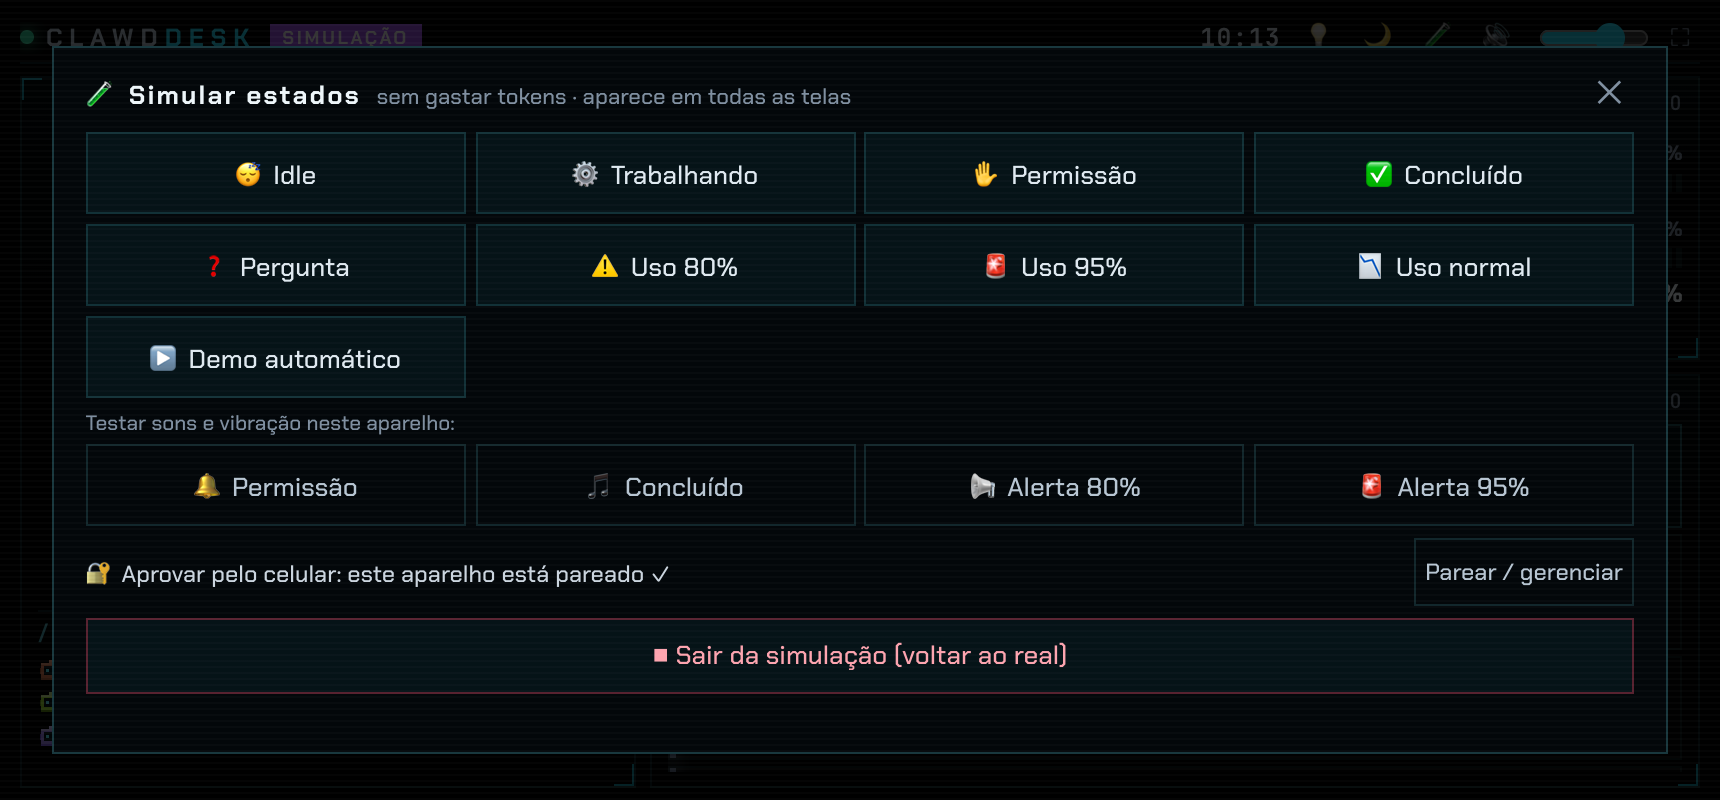 CLAWDDESK SIMULAÇÃO 10:13
Simular estados sem gastar tokens · aparece em todas as telas
Idle
Trabalhando
Permissão
Concluído
Pergunta
Uso 80%
Uso 95%
Uso normal
Demo automático
Testar sons e vibração neste aparelho:
Permissão
Concluído
Alerta 80%
Alerta 95%
Aprovar pelo celular: este aparelho está pareado ✓
Parear / gerenciar
Sair da simulação (voltar ao real)